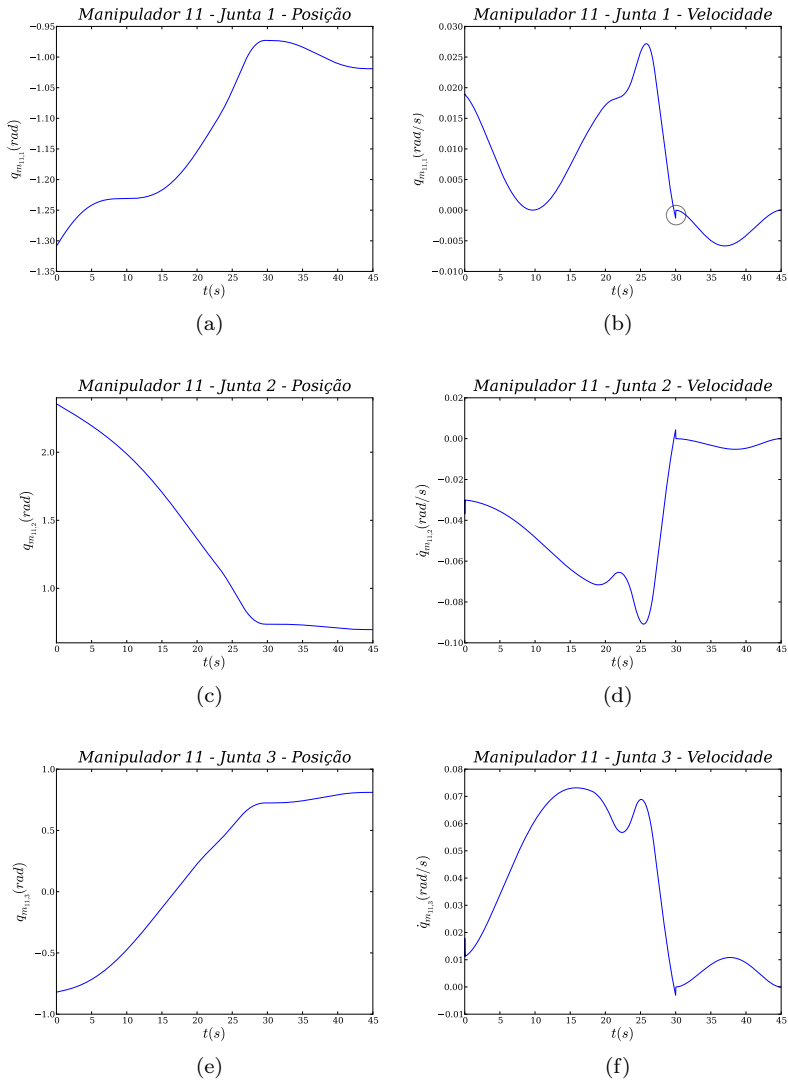 Manipulador 11 - Junta 1 - Posição
−0.95
−1.00
−1.05
−1.10
−1.15
−1.20
−1.25
−1.30
−1.35
q_{m_{11,1}}(rad)
0 5 10 15 20 25 30 35 40 45
t(s)
(a)
Manipulador 11 - Junta 1 - Velocidade
0.030
0.025
0.020
0.015
0.010
0.005
0.000
−0.005
−0.010
q_{m_{11,1}}(rad/s)
0 5 10 15 20 25 30 35 40 45
t(s)
(b)
Manipulador 11 - Junta 2 - Posição
2.0
1.5
1.0
q_{m_{11,2}}(rad)
0 5 10 15 20 25 30 35 40 45
t(s)
(c)
Manipulador 11 - Junta 2 - Velocidade
0.02
0.00
−0.02
−0.04
−0.06
−0.08
−0.10
q̇_{m_{11,2}}(rad/s)
0 5 10 15 20 25 30 35 40 45
t(s)
(d)
Manipulador 11 - Junta 3 - Posição
1.0
0.5
0.0
−0.5
−1.0
q_{m_{11,3}}(rad)
0 5 10 15 20 25 30 35 40 45
t(s)
(e)
Manipulador 11 - Junta 3 - Velocidade
0.08
0.07
0.06
0.05
0.04
0.03
0.02
0.01
0.00
−0.01
q̇_{m_{11,3}}(rad/s)
0 5 10 15 20 25 30 35 40 45
t(s)
(f)